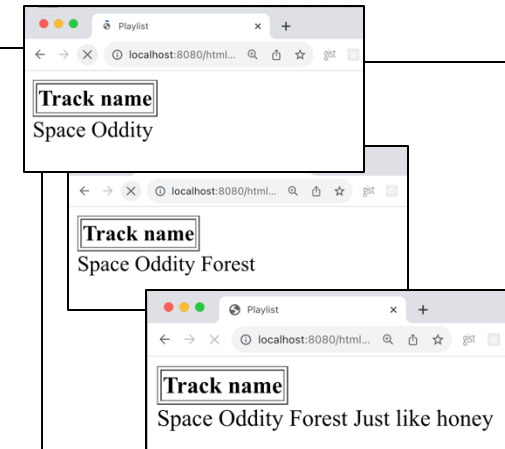 Playlist
localhost:8080/html... gist
Track name
Space Oddity
localhost:8080/html... gist
Track name
Space Oddity Forest
Playlist
localhost:8080/html... gist
Track name
Space Oddity Forest Just like honey